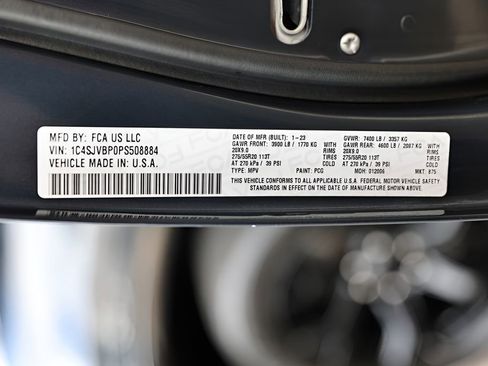 MFD BY: FCA US LLC
VIN: 1C4SJVBP0PS508884
VEHICLE MADE IN U.S.A.
DATE OF MFR (BUILT): 1-23 GVWR: 7400 LB / 3357 KG
GAWR FRONT: 3900 LB / 1770 KG WITH GAWR REAR: 4600 LB / 2087 KG WITH
20X9.0 RIMS 20X9.0 RIMS
275/55R20 113T TIRES 275/55R20 113T TIRES
AT 270 kPa / 39 PSI COLD AT 270 kPa / 39 PSI COLD
TYPE: MPV PAINT: PCG MDH: 012006 MKT: 875
THIS VEHICLE CONFORMS TO ALL APPLICABLE U.S.A. FEDERAL MOTOR VEHICLE SAFETY
STANDARDS IN EFFECT ON THE DATE OF MANUFACTURE SHOWN ABOVE.